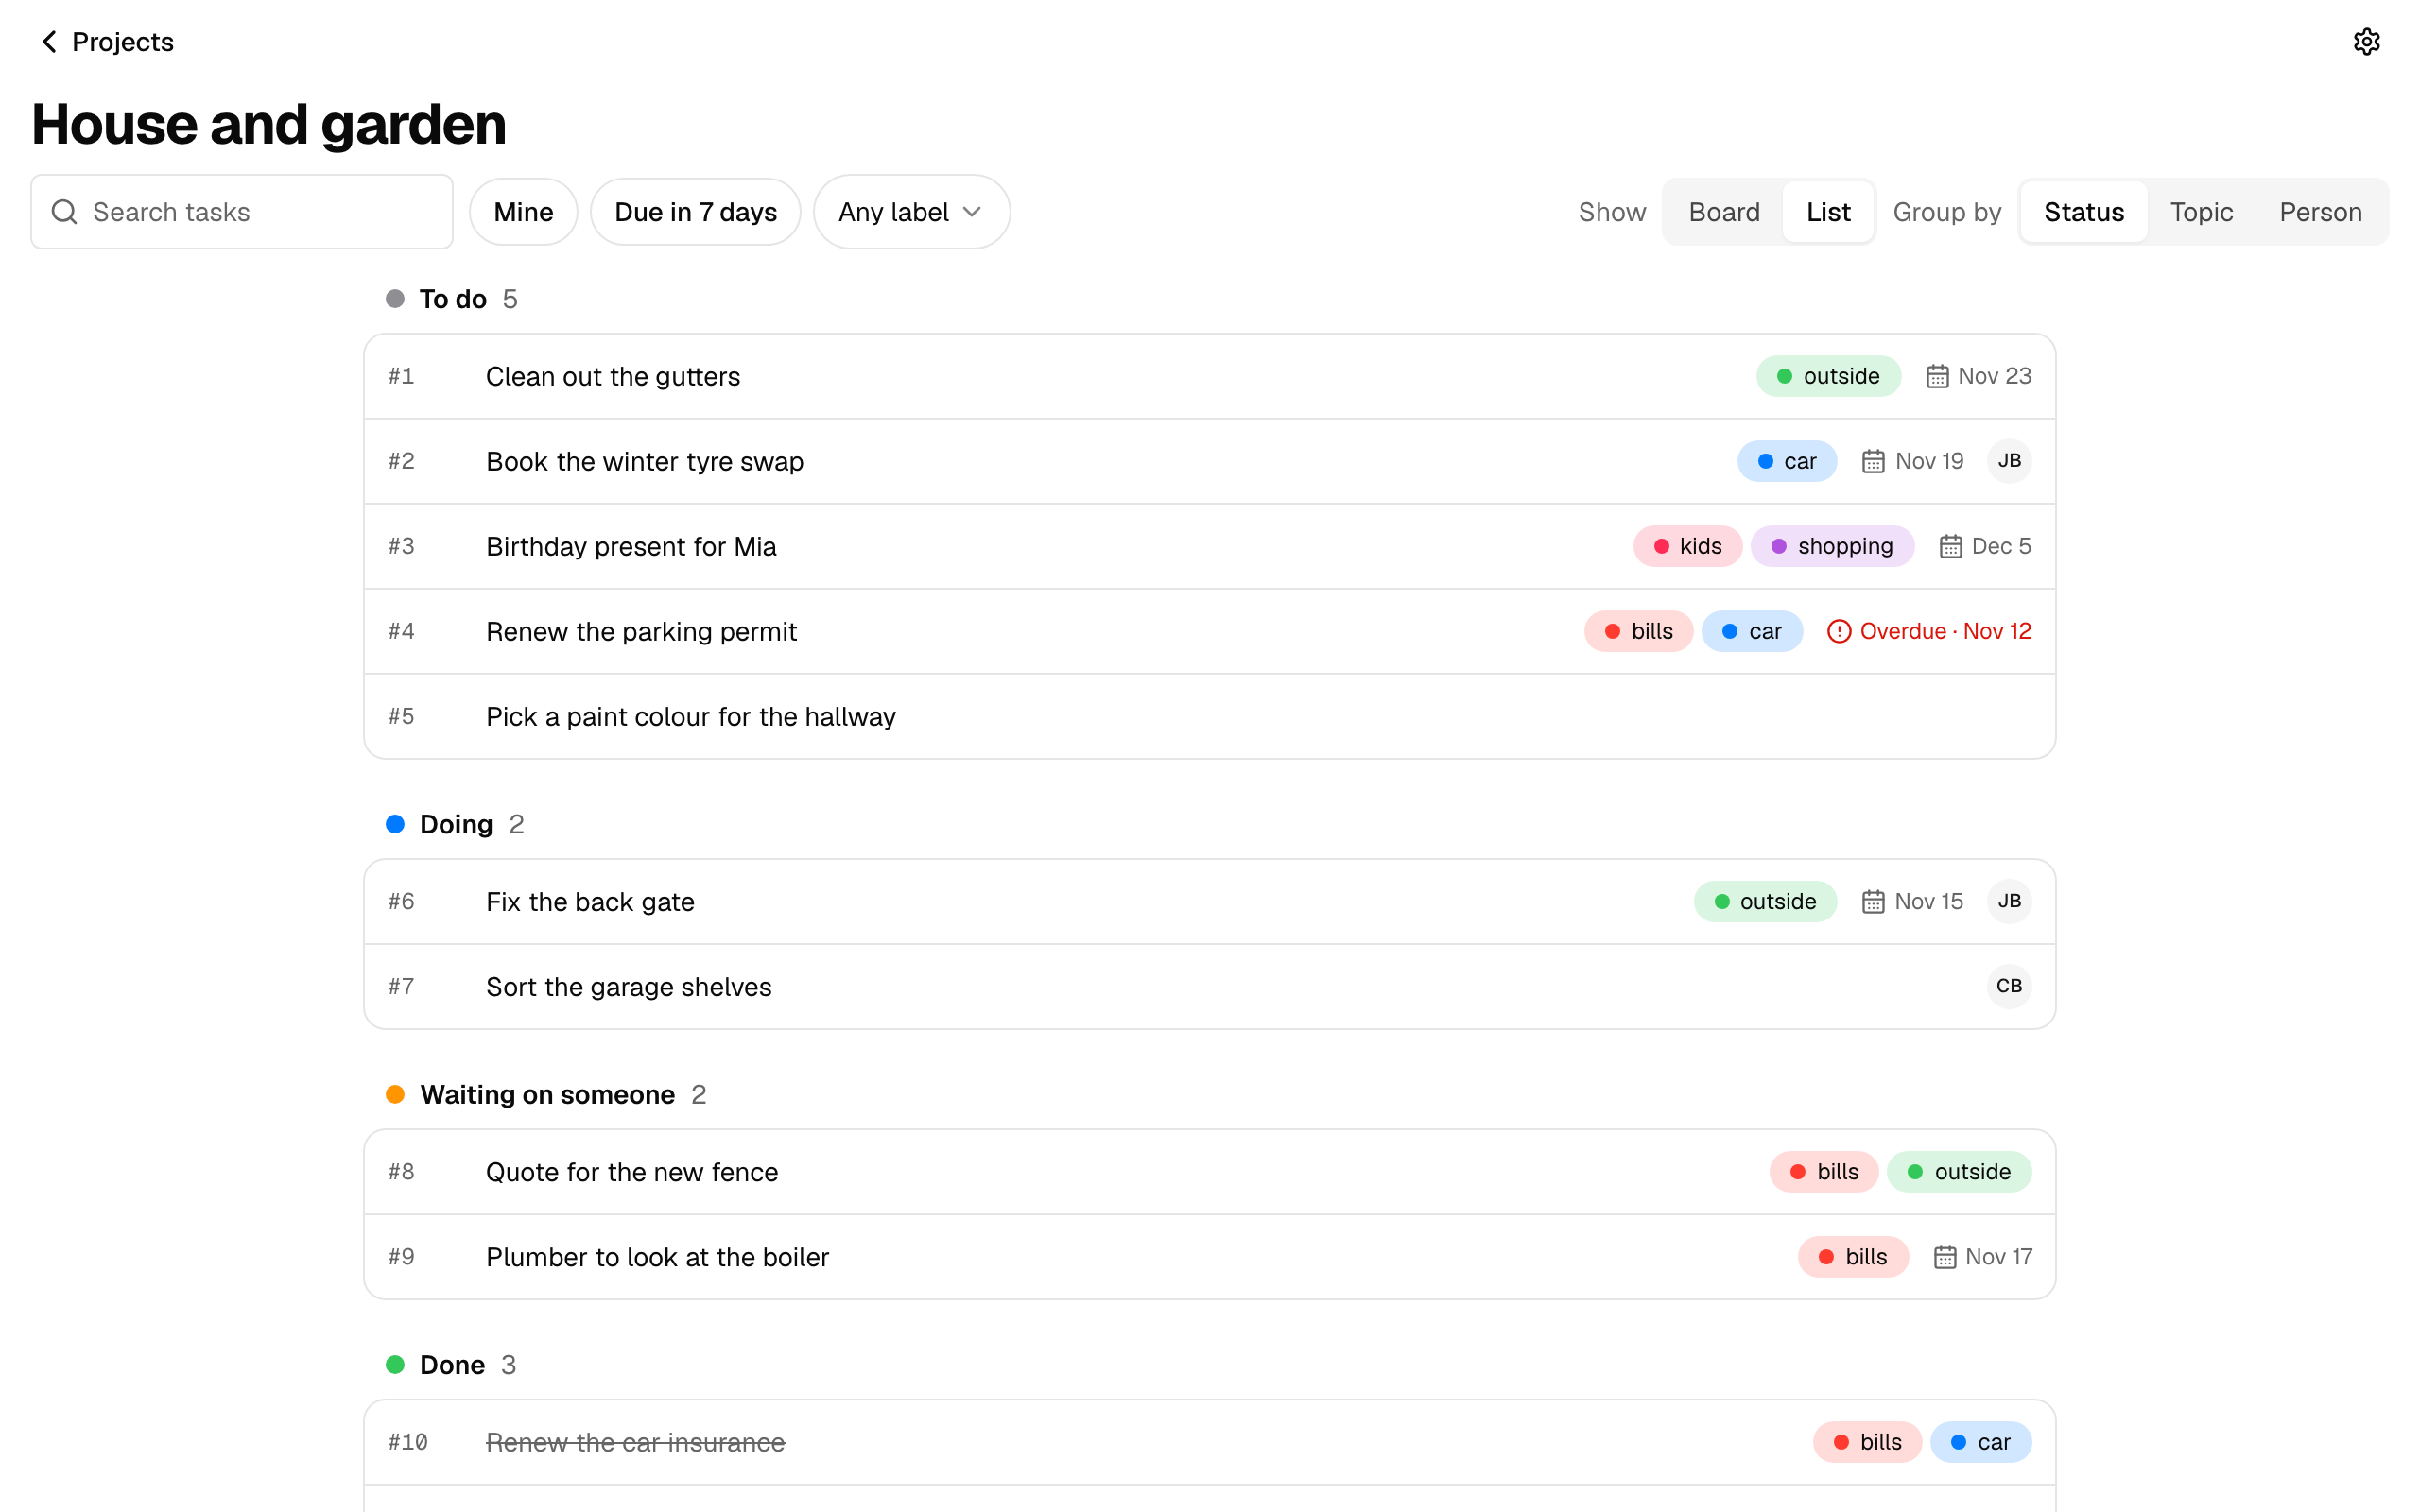 Projects
House and garden
Search tasks Mine Due in 7 days Any label Show Board List Group by Status Topic Person
To do 5
#1 Clean out the gutters outside Nov 23
#2 Book the winter tyre swap car Nov 19 JB
#3 Birthday present for Mia kids shopping Dec 5
#4 Renew the parking permit bills car Overdue · Nov 12
#5 Pick a paint colour for the hallway
Doing 2
#6 Fix the back gate outside Nov 15 JB
#7 Sort the garage shelves CB
Waiting on someone 2
#8 Quote for the new fence bills outside
#9 Plumber to look at the boiler bills Nov 17
Done 3
#10 Renew the car insurance bills car